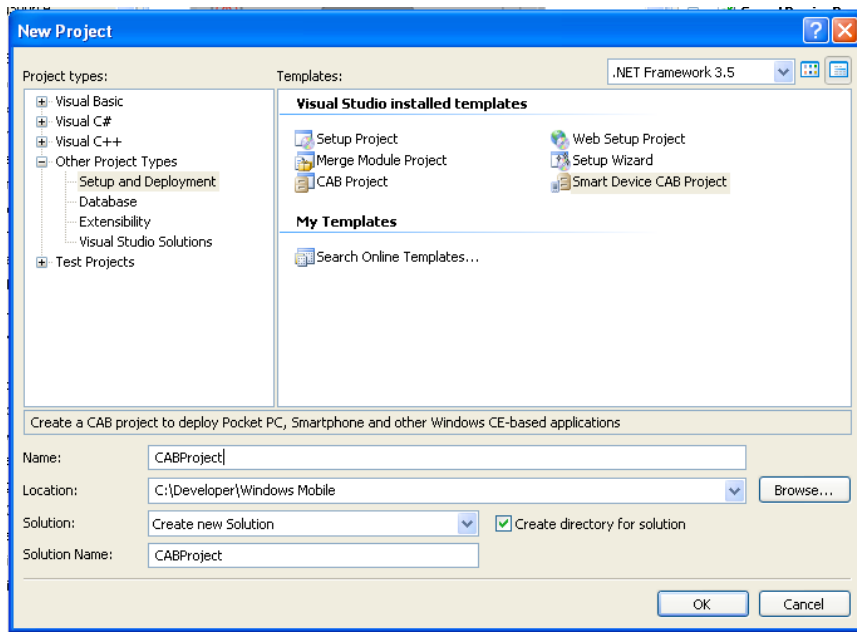 New Project
Project types:
Templates:
.NET Framework 3.5
Visual Basic
Visual C#
Visual C++
Other Project Types
Setup and Deployment
Database
Extensibility
Visual Studio Solutions
Test Projects
Visual Studio installed templates
Setup Project
Web Setup Project
Merge Module Project
Setup Wizard
CAB Project
Smart Device CAB Project
My Templates
Search Online Templates...
Create a CAB project to deploy Pocket PC, Smartphone and other Windows CE-based applications
Name:
CABProject
Location:
C:\Developer\Windows Mobile
Browse...
Solution:
Create new Solution
Create directory for solution
Solution Name:
CABProject
OK
Cancel